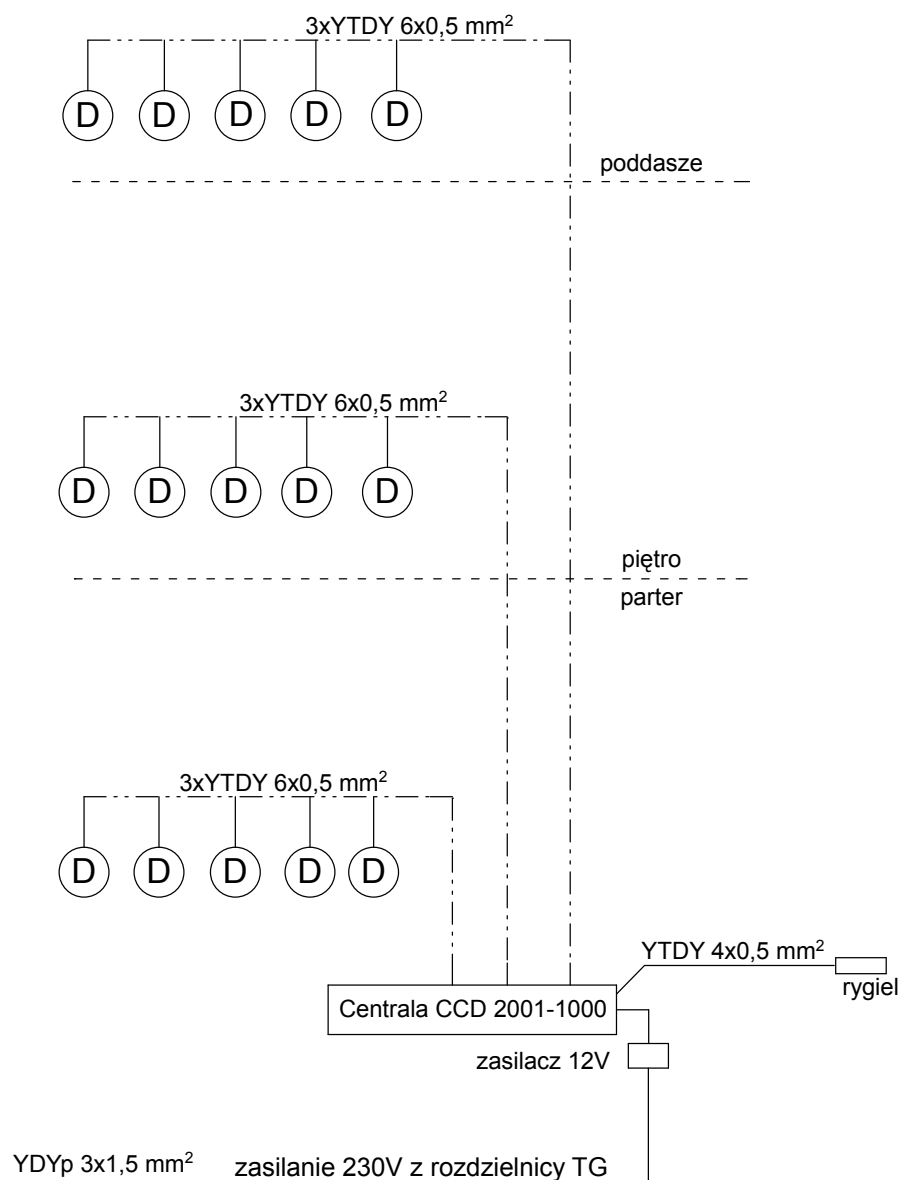 3xYTDY 6x0,5 mm²
D D D D D
poddasze
3xYTDY 6x0,5 mm²
D D D D D
piętro
parter
3xYTDY 6x0,5 mm²
D D D D D
YTDY 4x0,5 mm²
rygiel
Centrala CCD 2001-1000
zasilacz 12V
YDYp 3x1,5 mm² zasilanie 230V z rozdzielnicy TG